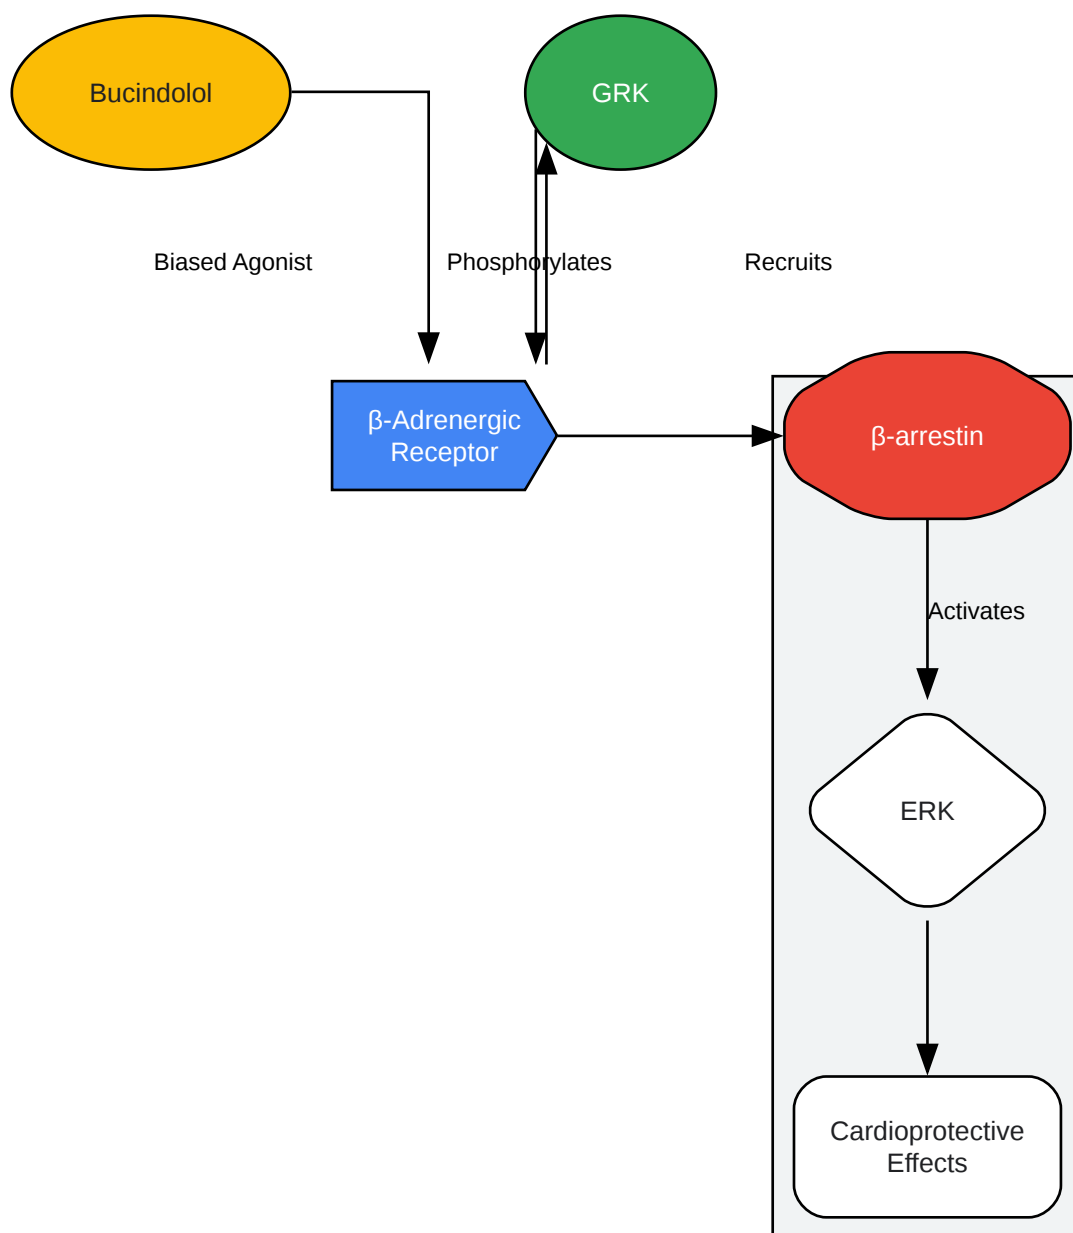 Bucindolol
GRK
Biased Agonist
Phosphorylates
Recruits
β-Adrenergic
Receptor
β-arrestin
Activates
ERK
Cardioprotective
Effects